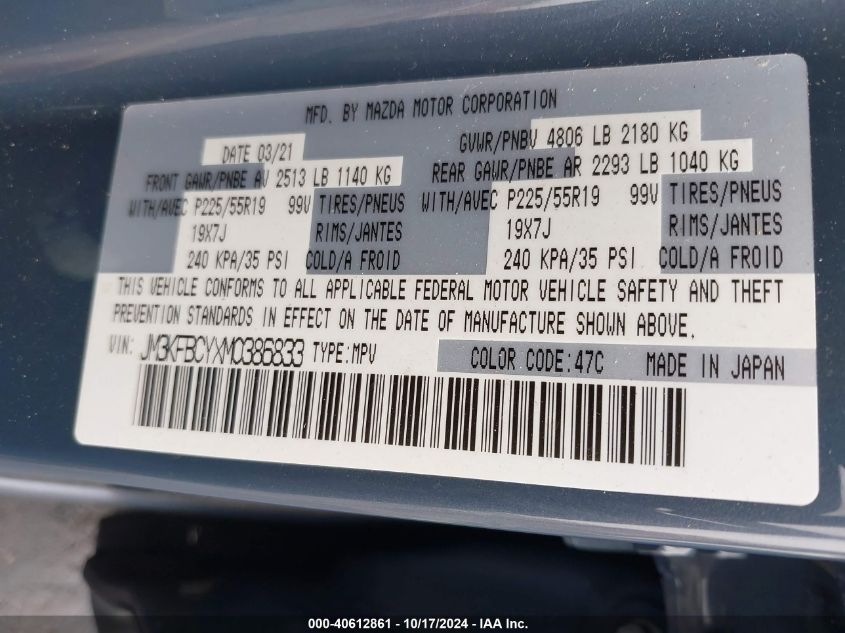 MFD. BY MAZDA MOTOR CORPORATION
DATE 03/21 GVWR/PNBV 4806 LB 2180 KG
FRONT GAWR/PNBE AV 2513 LB 1140 KG REAR GAWR/PNBE AR 2293 LB 1040 KG
WITH/AVEC P225/55R19 99V TIRES/PNEUS WITH/AVEC P225/55R19 99V TIRES/PNEUS
19X7J RIMS/JANTES 19X7J RIMS/JANTES
240 KPA/35 PSI COLD/A FROID 240 KPA/35 PSI COLD/A FROID
THIS VEHICLE CONFORMS TO ALL APPLICABLE FEDERAL MOTOR VEHICLE SAFETY AND THEFT
PREVENTION STANDARDS IN EFFECT ON THE DATE OF MANUFACTURE SHOWN ABOVE.
VIN: JM3KFBCYXM0386833 TYPE:MPV COLOR CODE:47C MADE IN JAPAN
000-40612861 - 10/17/2024 - IAA Inc.